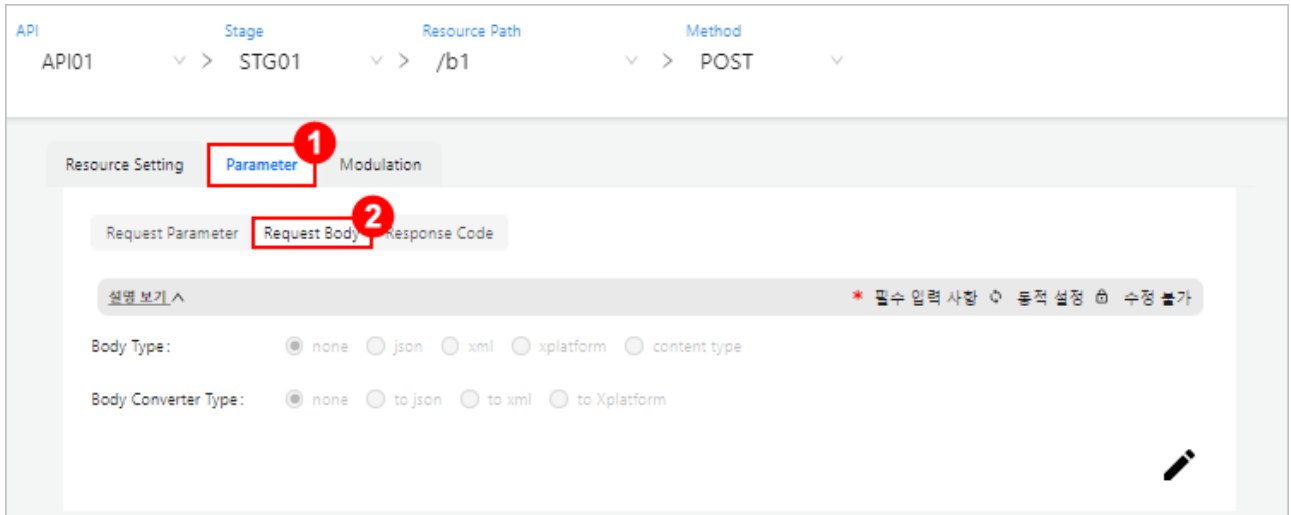 API Stage Resource Path Method
API01 > STG01 > /b1 > POST
1
Resource Setting Parameter Modulation
2
Request Parameter Request Body Response Code
설명 보기 * 필수 입력 사항 동적 설정 수정 불가
Body Type: none json xml xplatform content type
Body Converter Type: none to json to xml to Xplatform